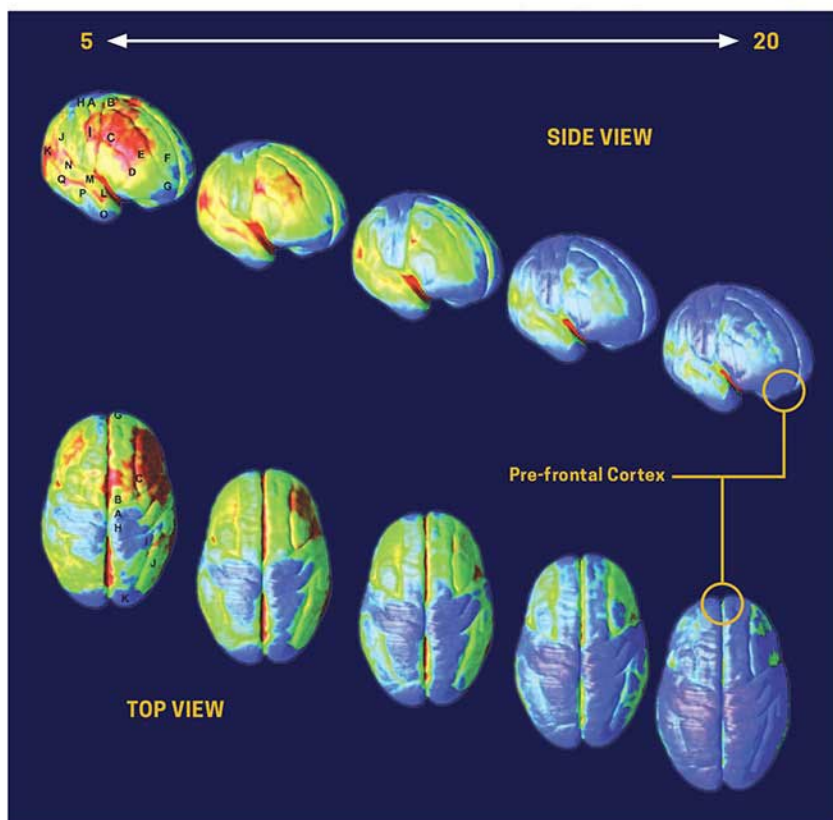 5 20
SIDE VIEW
H A B
I C
J
K E F
N D
Q M G
P L
O
Pre-frontal Cortex
G
C
B
A
H I
J
K
TOP VIEW